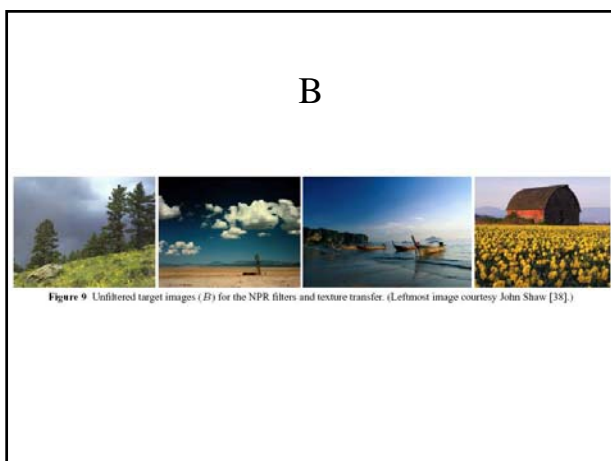 B
Figure 9 Unfiltered target images (B) for the NPR filters and texture transfer. (Leftmost image courtesy John Shaw [38].)